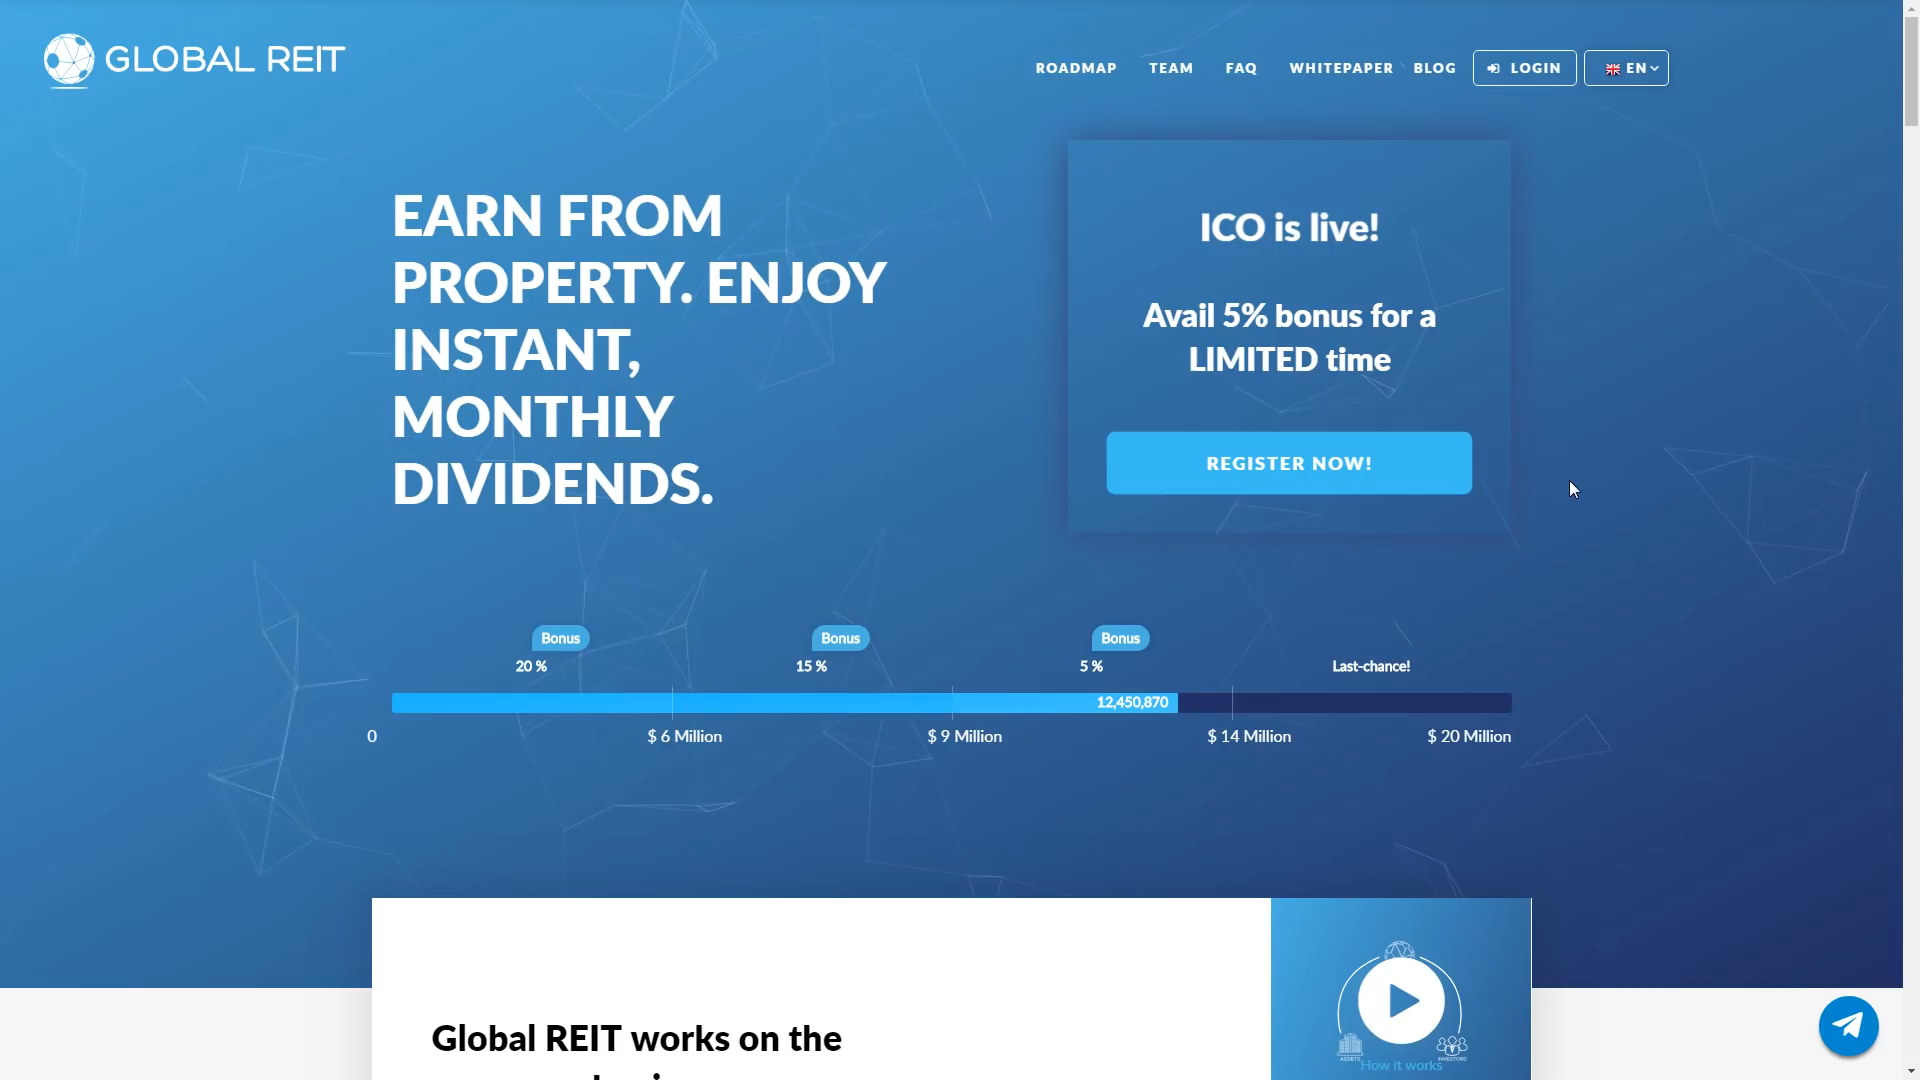 GLOBAL REIT
ROADMAP TEAM FAQ WHITEPAPER BLOG LOGIN EN
EARN FROM
PROPERTY. ENJOY
INSTANT,
MONTHLY
DIVIDENDS.
ICO is live!
Avail 5% bonus for a
LIMITED time
REGISTER NOW!
Bonus Bonus Bonus
20 % 15 % 5 % Last-chance!
12,450,870
0 $ 6 Million $ 9 Million $ 14 Million $ 20 Million
Global REIT works on the
ASSETS INVESTORS
How it works